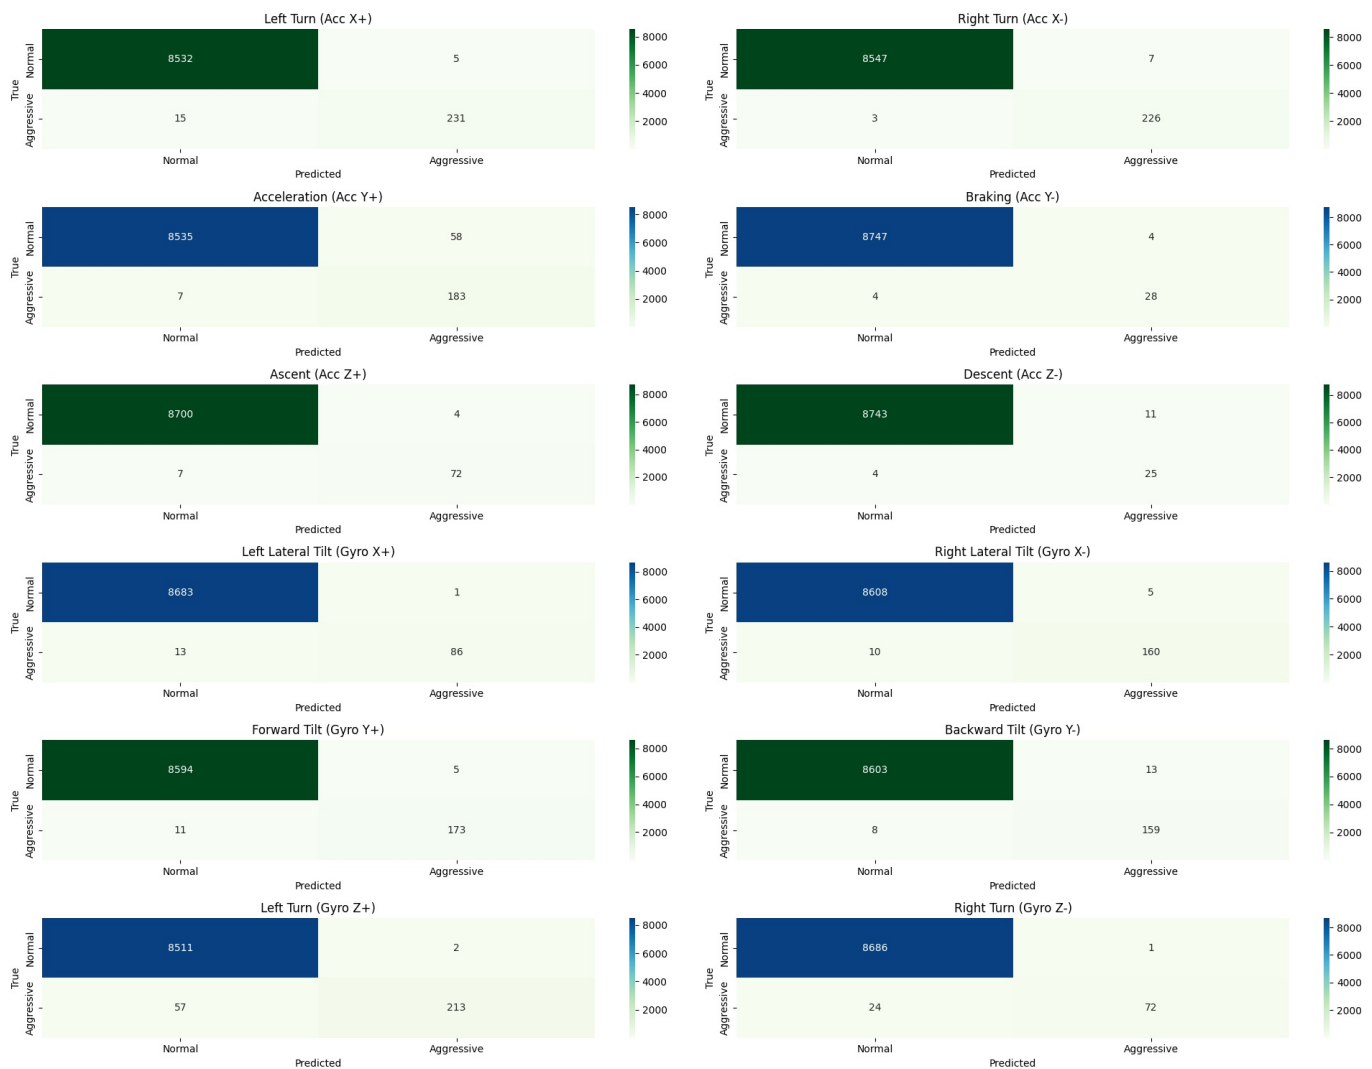 Left Turn (Acc X+)
True
Normal
Aggressive
8532
5
15
231
Normal
Aggressive
Predicted
8000
6000
4000
2000
Right Turn (Acc X-)
True
Normal
Aggressive
8547
7
3
226
Normal
Aggressive
Predicted
8000
6000
4000
2000
Acceleration (Acc Y+)
True
Normal
Aggressive
8535
58
7
183
Normal
Aggressive
Predicted
8000
6000
4000
2000
Braking (Acc Y-)
True
Normal
Aggressive
8747
4
4
28
Normal
Aggressive
Predicted
8000
6000
4000
2000
Ascent (Acc Z+)
True
Normal
Aggressive
8700
4
7
72
Normal
Aggressive
Predicted
8000
6000
4000
2000
Descent (Acc Z-)
True
Normal
Aggressive
8743
11
4
25
Normal
Aggressive
Predicted
8000
6000
4000
2000
Left Lateral Tilt (Gyro X+)
True
Normal
Aggressive
8683
1
13
86
Normal
Aggressive
Predicted
8000
6000
4000
2000
Right Lateral Tilt (Gyro X-)
True
Normal
Aggressive
8608
5
10
160
Normal
Aggressive
Predicted
8000
6000
4000
2000
Forward Tilt (Gyro Y+)
True
Normal
Aggressive
8594
5
11
173
Normal
Aggressive
Predicted
8000
6000
4000
2000
Backward Tilt (Gyro Y-)
True
Normal
Aggressive
8603
13
8
159
Normal
Aggressive
Predicted
8000
6000
4000
2000
Left Turn (Gyro Z+)
True
Normal
Aggressive
8511
2
57
213
Normal
Aggressive
Predicted
8000
6000
4000
2000
Right Turn (Gyro Z-)
True
Normal
Aggressive
8686
1
24
72
Normal
Aggressive
Predicted
8000
6000
4000
2000